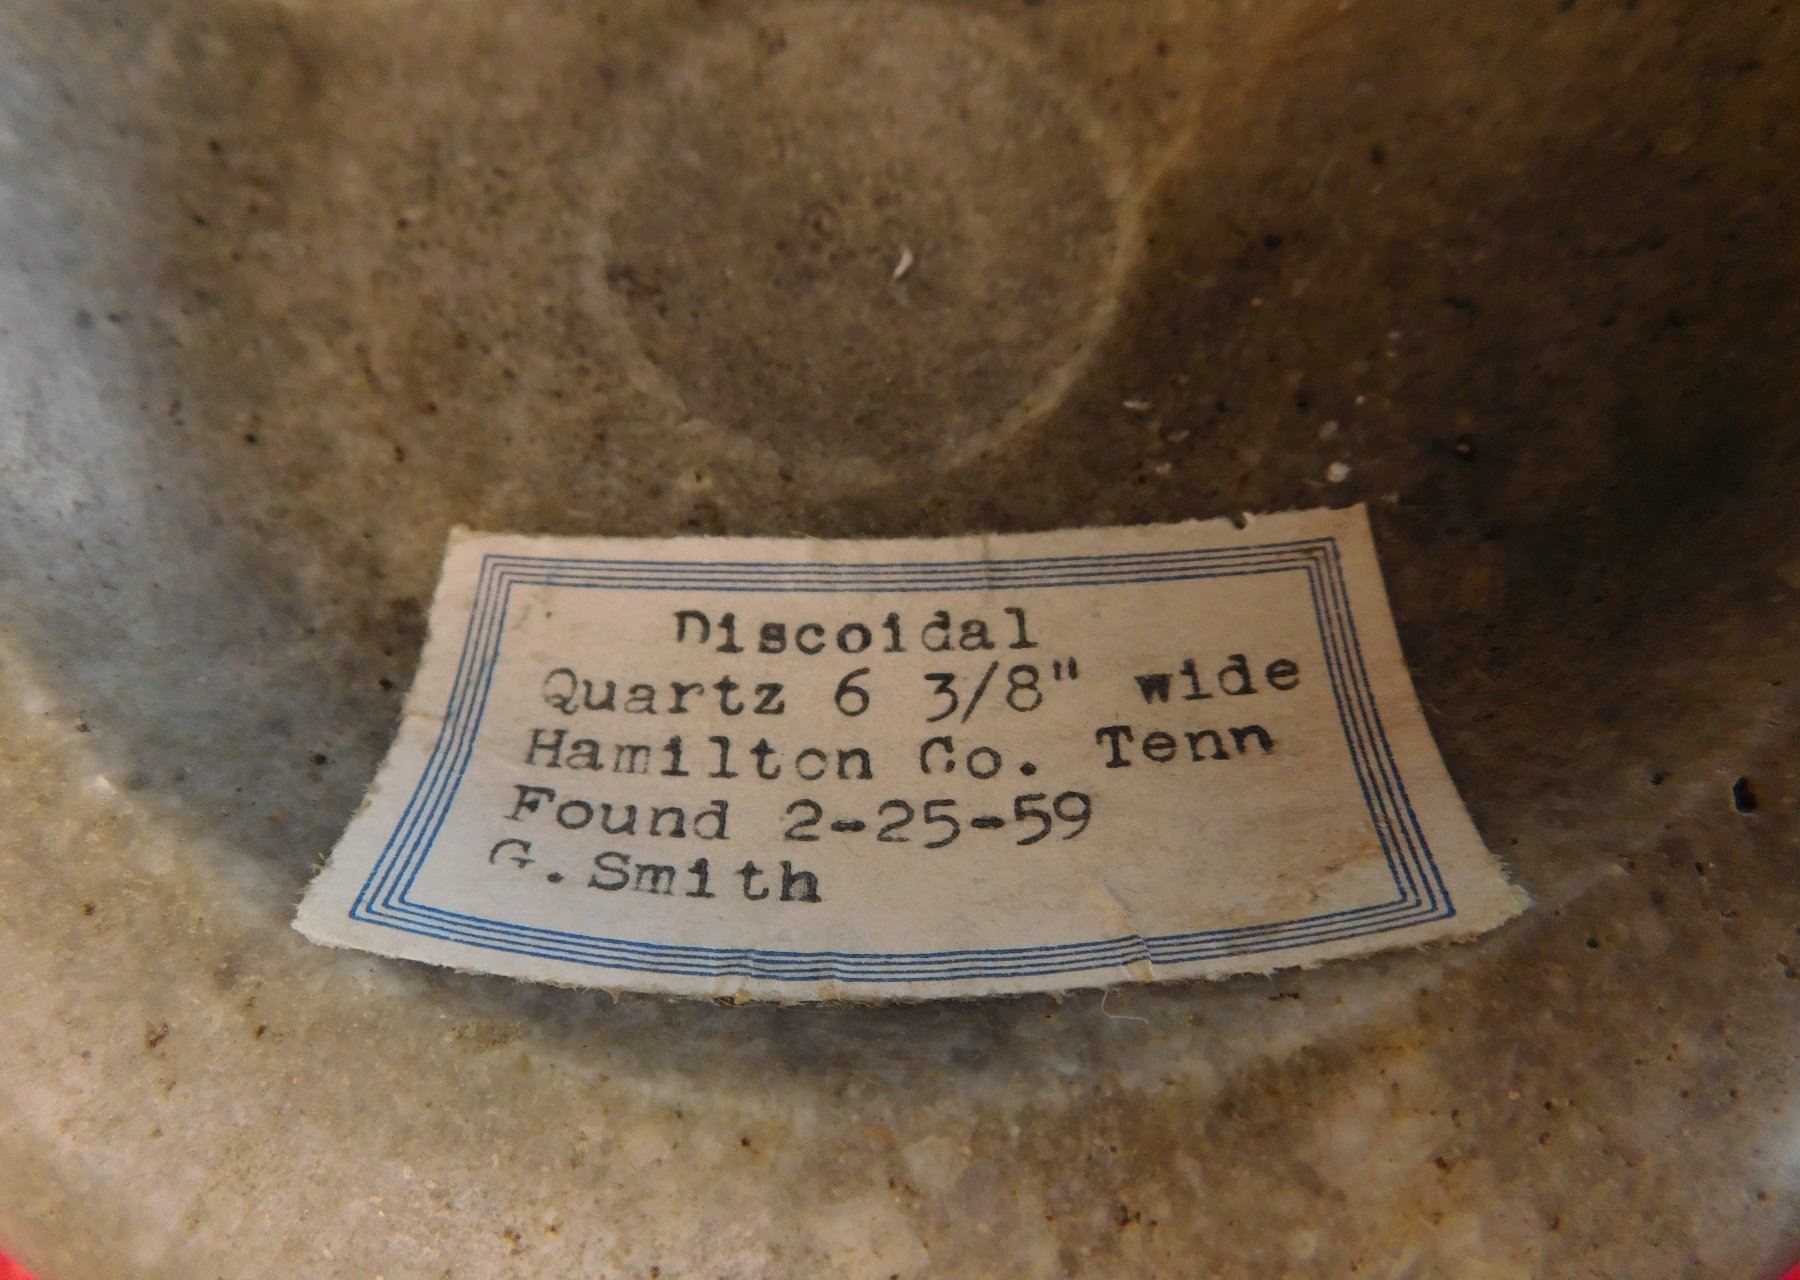 Discoidal
Quartz 6 3/8" wide
Hamilton Co. Tenn
Found 2-25-59
G.Smith